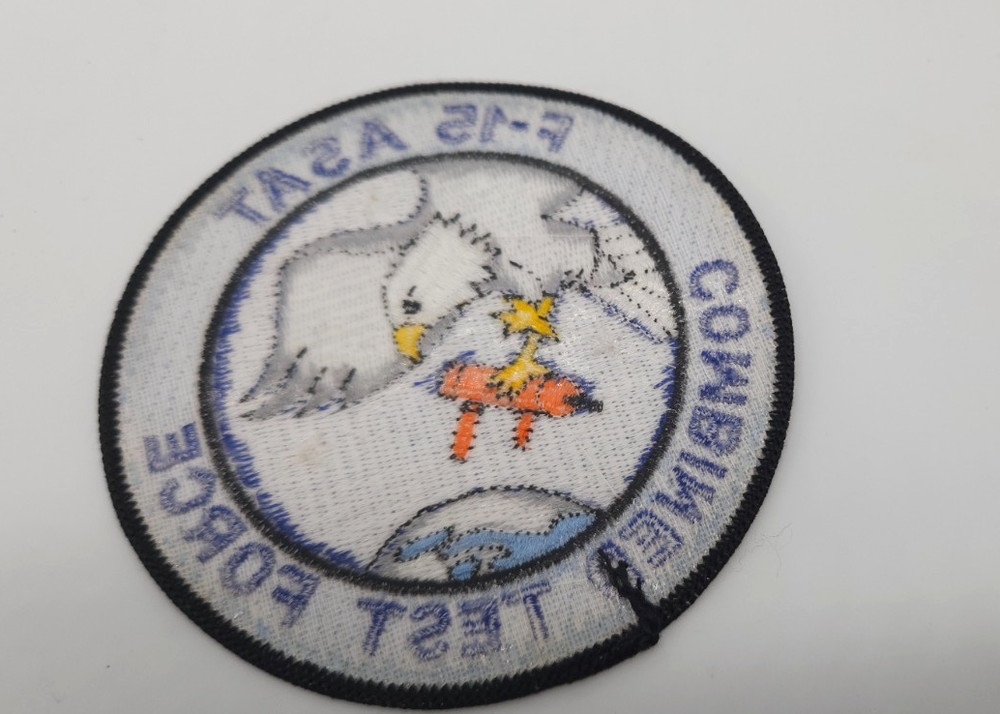 F-15 ASAT
COMBINED TEST FORCE